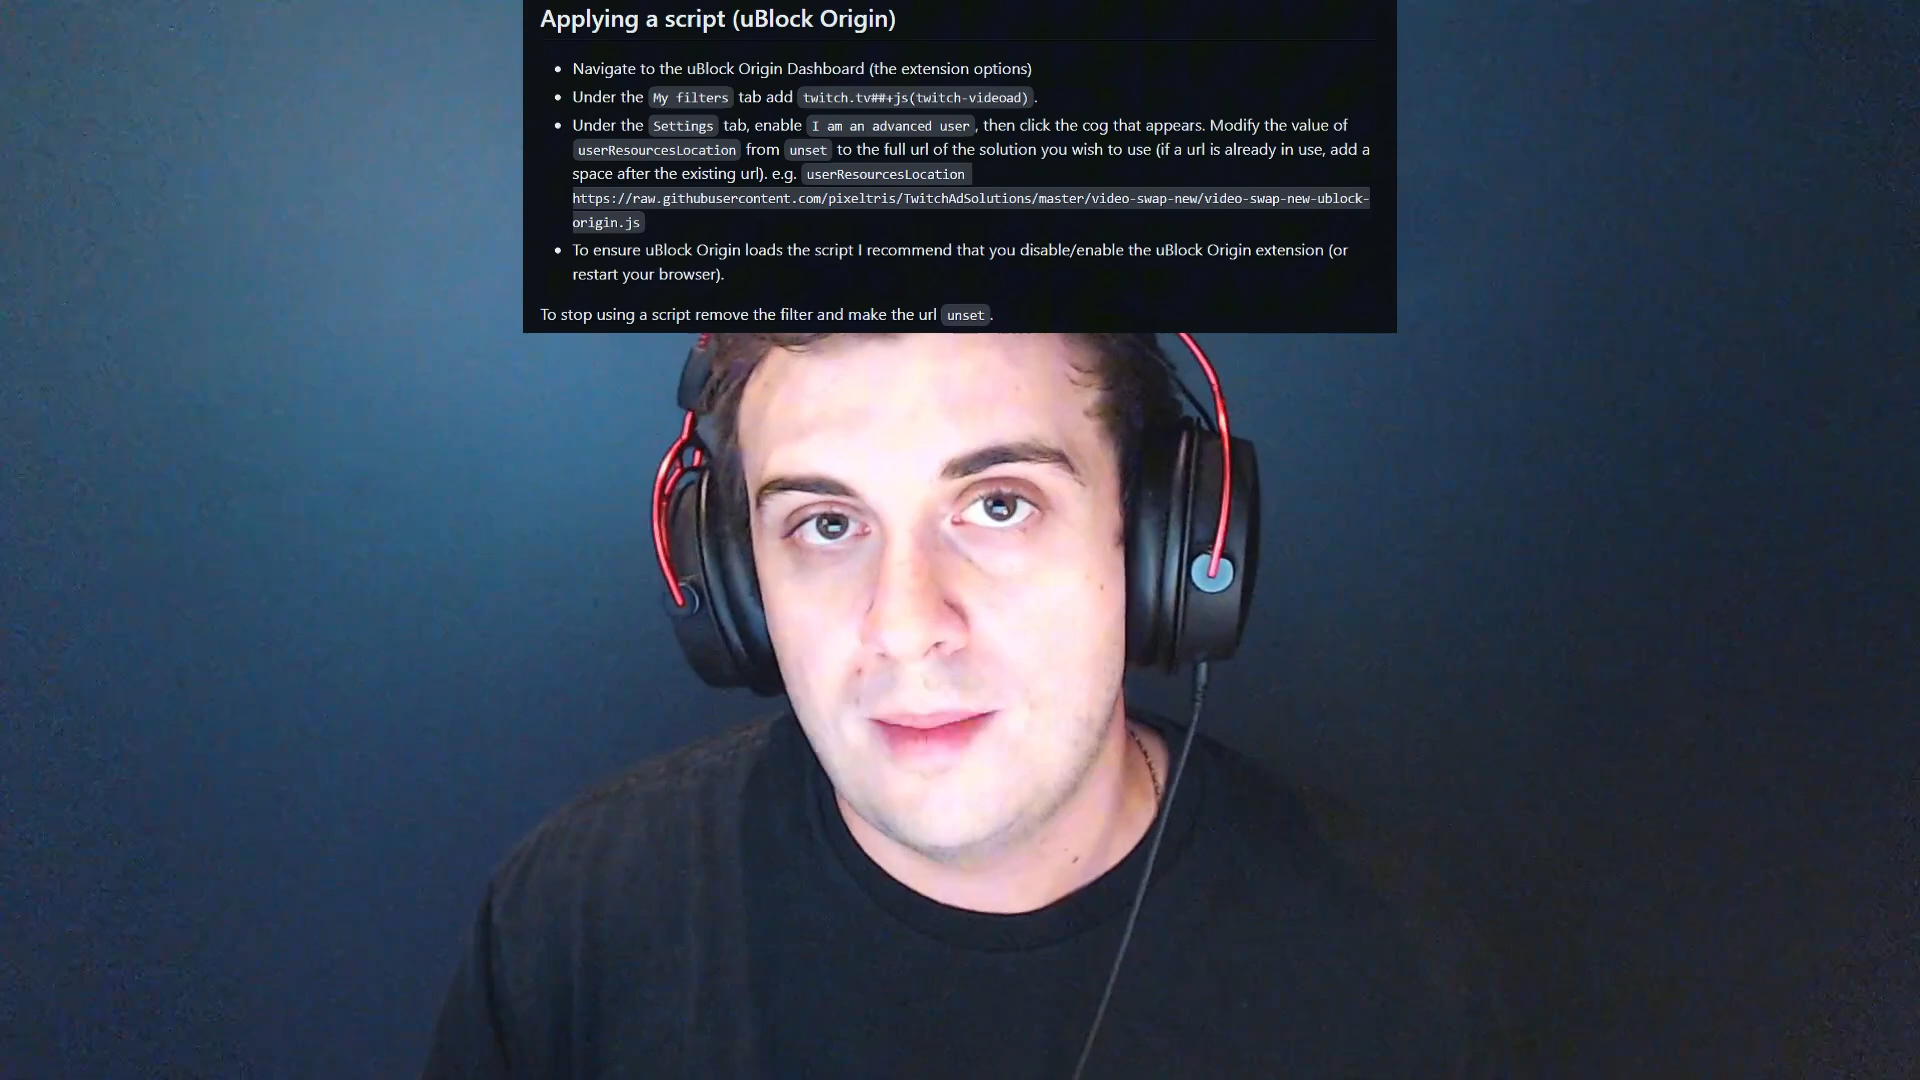 Applying a script (uBlock Origin)
Navigate to the uBlock Origin Dashboard (the extension options)
Under the My filters tab add twitch.tv##+js(twitch-videoad).
Under the Settings tab, enable I am an advanced user, then click the cog that appears. Modify the value of
userResourcesLocation from unset to the full url of the solution you wish to use (if a url is already in use, add a
space after the existing url). e.g. userResourcesLocation
https://raw.githubusercontent.com/pixeltris/TwitchAdSolutions/master/video-swap-new/video-swap-new-ublock-
origin.js
To ensure uBlock Origin loads the script I recommend that you disable/enable the uBlock Origin extension (or
restart your browser).
To stop using a script remove the filter and make the url unset.